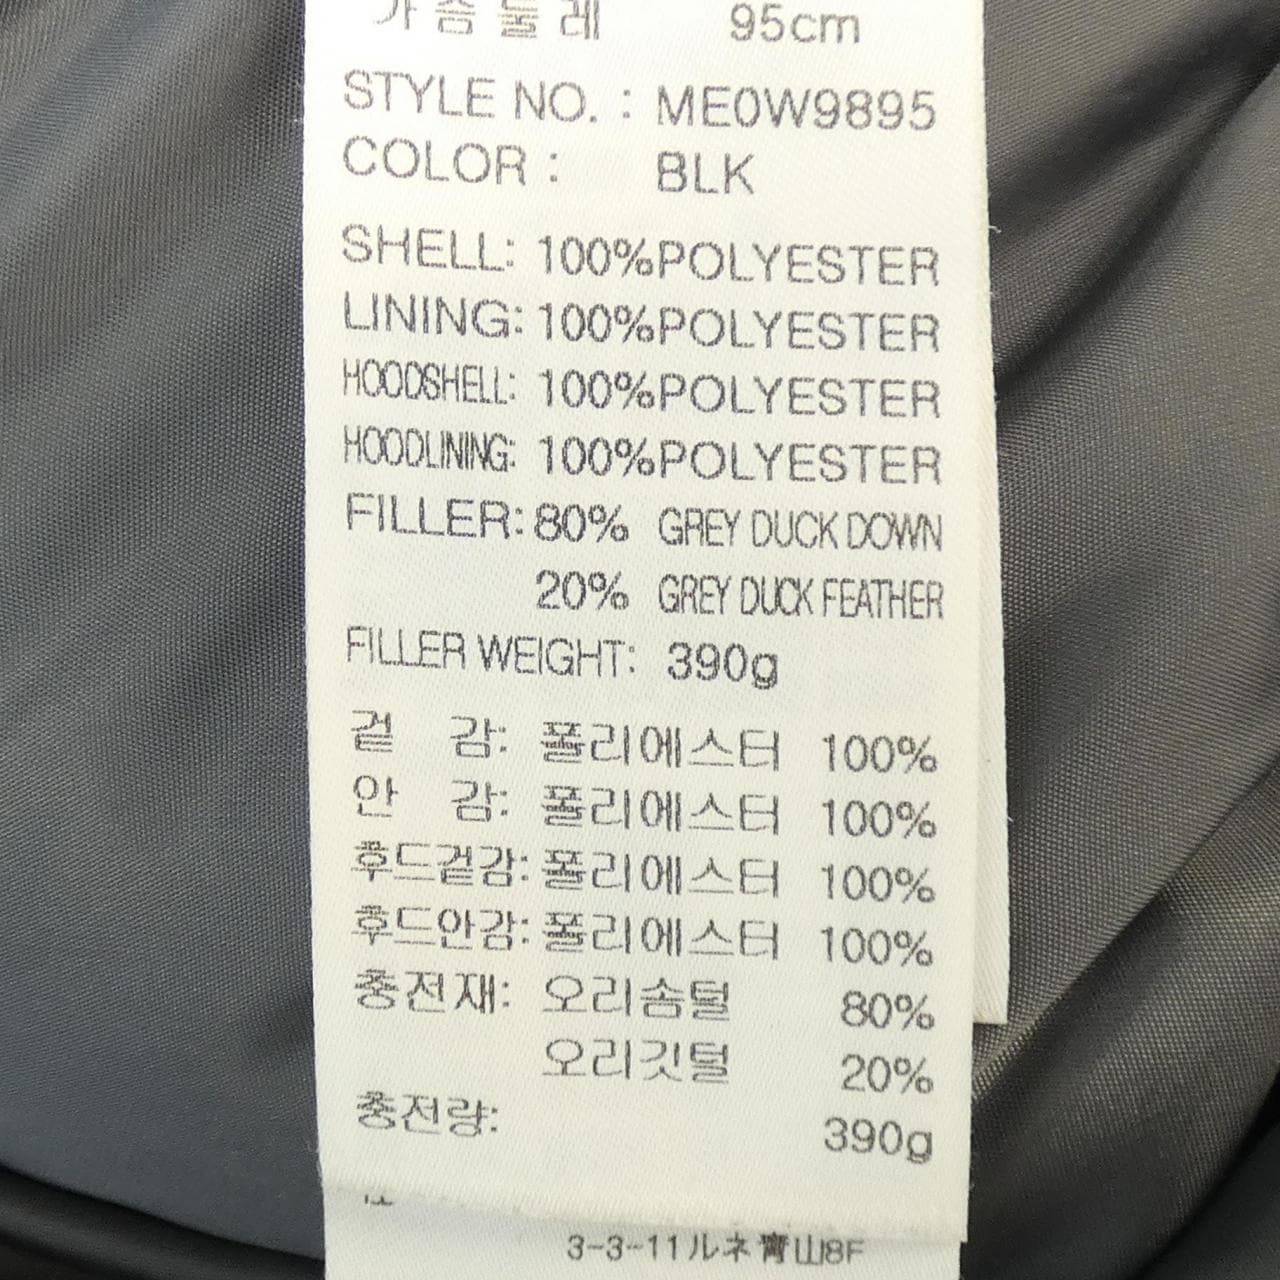 가슴둘레 95cm
STYLE NO. : ME0W9895
COLOR : BLK
SHELL: 100%POLYESTER
LINING: 100%POLYESTER
HOODSHELL: 100%POLYESTER
HOODLINING: 100%POLYESTER
FILLER: 80% GREY DUCK DOWN
20% GREY DUCK FEATHER
FILLER WEIGHT: 390g
겉 감: 폴리에스터 100%
안 감: 폴리에스터 100%
후드겉감: 폴리에스터 100%
후드안감: 폴리에스터 100%
충전재: 오리솜털 80%
오리깃털 20%
충전량: 390g
3-3-11ルネ青山8F